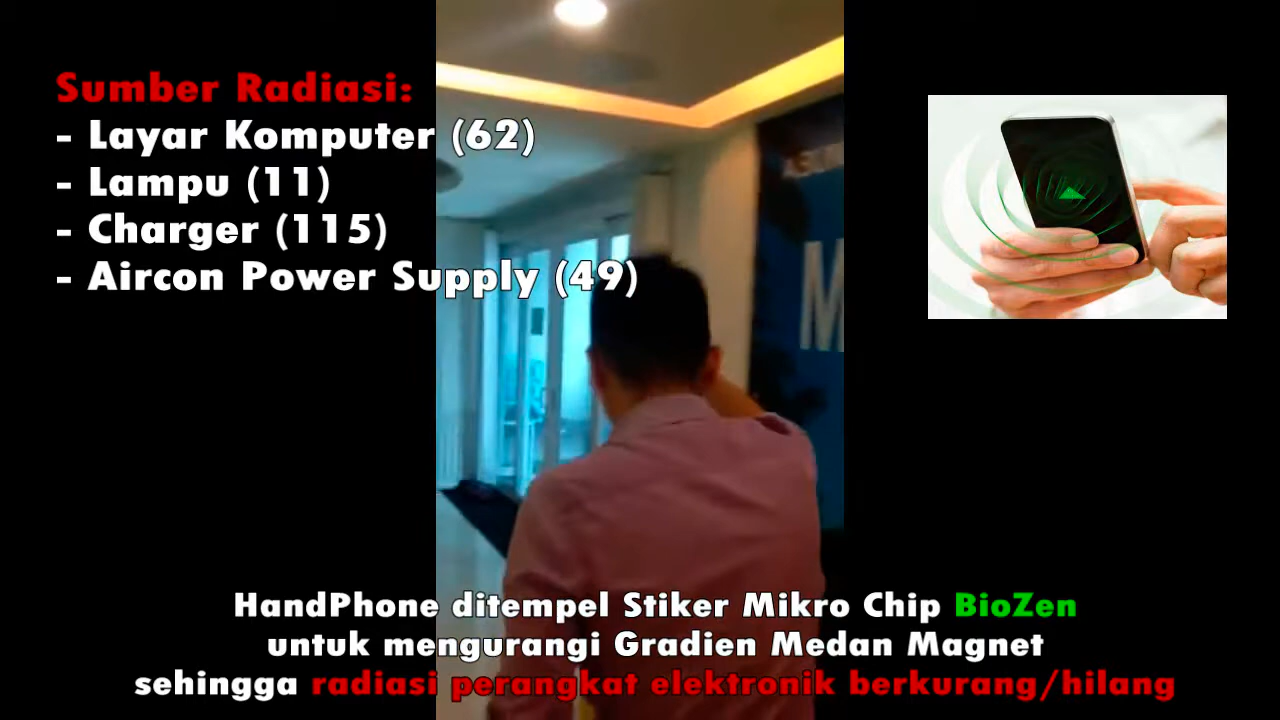 Sumber Radiasi:
- Layar Komputer (62)
- Lampu (11)
- Charger (115)
- Aircon Power Supply (49)
M
HandPhone ditempel Stiker Mikro Chip BioZen
untuk mengurangi Gradien Medan Magnet
sehingga radiasi perangkat elektronik berkurang/hilang